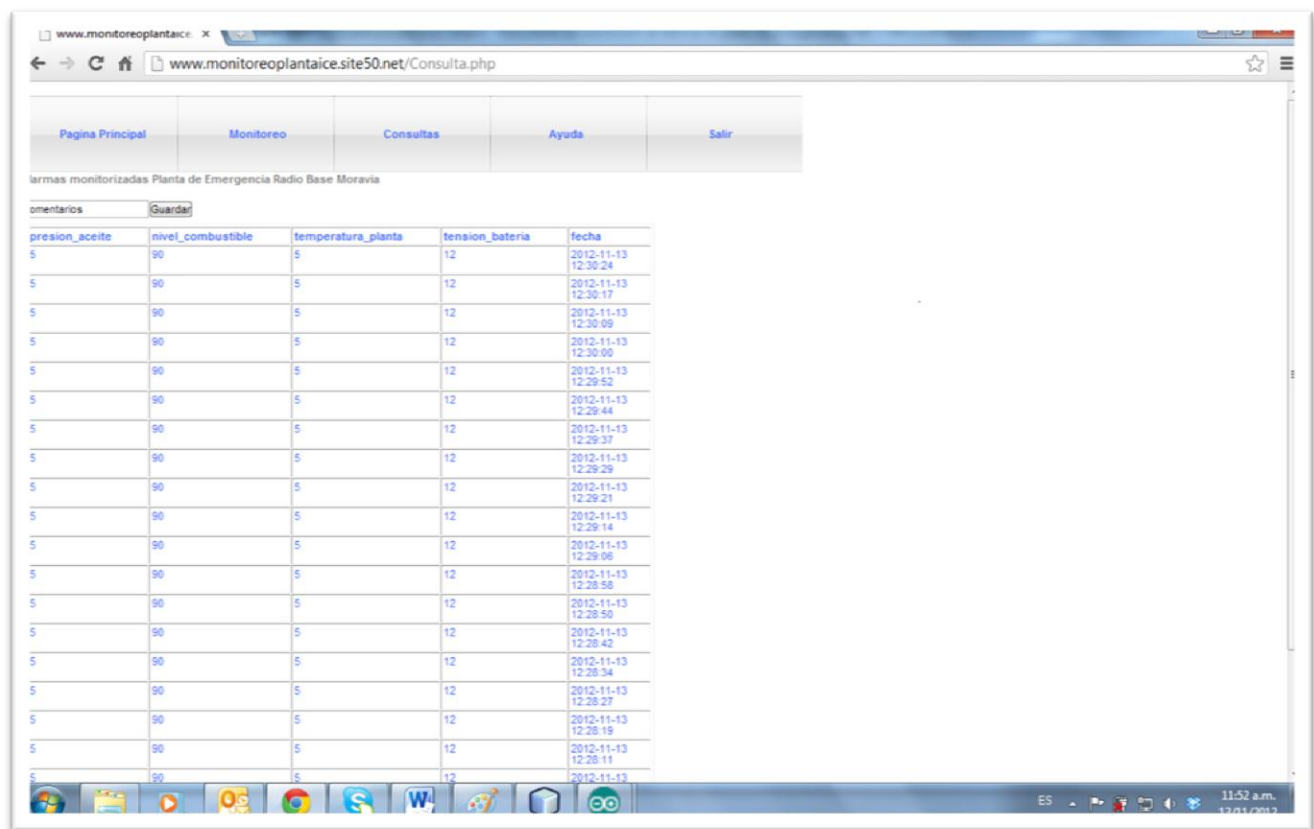 www.monitoreoplantaice.
www.monitoreoplantaice.site50.net/Consulta.php
Pagina Principal Monitoreo Consultas Ayuda Salir
larmas monitorizadas Planta de Emergencia Radio Base Moravia
omentarios Guardar
presion_aceite nivel_combustible temperatura_planta tension_bateria fecha
5 90 5 12 2012-11-13
12:30:24
5 90 5 12 2012-11-13
12:30:17
5 90 5 12 2012-11-13
12:30:09
5 90 5 12 2012-11-13
12:30:00
5 90 5 12 2012-11-13
12:29:52
5 90 5 12 2012-11-13
12:29:44
5 90 5 12 2012-11-13
12:29:37
5 90 5 12 2012-11-13
12:29:29
5 90 5 12 2012-11-13
12:29:21
5 90 5 12 2012-11-13
12:29:14
5 90 5 12 2012-11-13
12:29:06
5 90 5 12 2012-11-13
12:28:58
5 90 5 12 2012-11-13
12:28:50
5 90 5 12 2012-11-13
12:28:42
5 90 5 12 2012-11-13
12:28:34
5 90 5 12 2012-11-13
12:28:27
5 90 5 12 2012-11-13
12:28:19
5 90 5 12 2012-11-13
12:28:11
5 90 5 12 2012-11-13
ES 11:52 a.m.